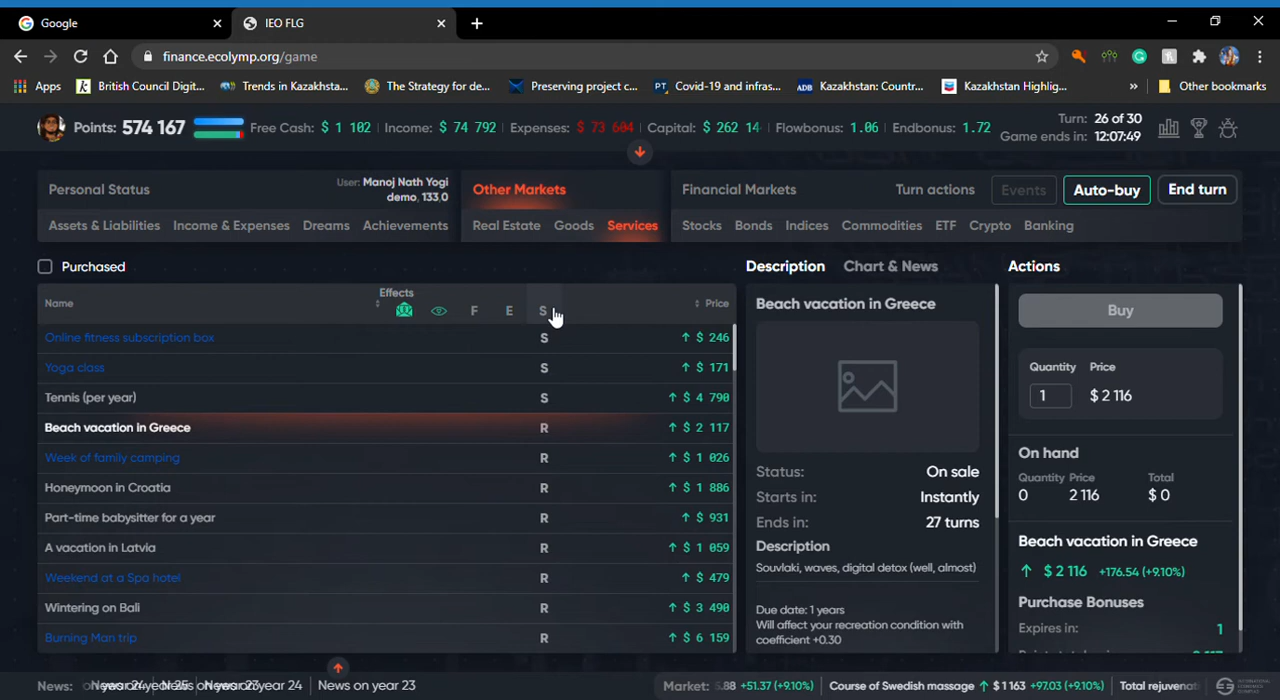 Google
IEO FLG
finance.ecolymp.org/game
Apps
British Council Digit...
Trends in Kazakhsta...
The Strategy for de...
Preserving project c...
Covid-19 and infras...
Kazakhstan: Countr...
Kazakhstan Highlig...
Other bookmarks
Points: 574 167
Free Cash: $ 1 102
Income: $ 74 792
Expenses: $ 73 604
Capital: $ 262 14
Flowbonus: 1.06
Endbonus: 1.72
Turn: 26 of 30
Game ends in: 12:07:49
Personal Status
User: Manoj Nath Yogi
demo, 133,0
Other Markets
Financial Markets
Turn actions
Events
Auto-buy
End turn
Assets & Liabilities
Income & Expenses
Dreams
Achievements
Real Estate
Goods
Services
Stocks
Bonds
Indices
Commodities
ETF
Crypto
Banking
Purchased
Name
Effects
F
E
S
Price
Online fitness subscription box S ↑ $ 246
Yoga class S ↑ $ 171
Tennis (per year) S ↑ $ 4 790
Beach vacation in Greece R ↑ $ 2 117
Week of family camping R ↑ $ 1 026
Honeymoon in Croatia R ↑ $ 1 886
Part-time babysitter for a year R ↑ $ 931
A vacation in Latvia R ↑ $ 1 059
Weekend at a Spa hotel R ↑ $ 479
Wintering on Bali R ↑ $ 3 490
Burning Man trip R ↑ $ 6 159
Description
Chart & News
Beach vacation in Greece
Status: On sale
Starts in: Instantly
Ends in: 27 turns
Description
Souvlaki, waves, digital detox (well, almost)
Due date: 1 years
Will affect your recreation condition with
coefficient +0.30
Actions
Buy
Quantity Price
1 $ 2 116
On hand
Quantity Price Total
0 2 116 $ 0
Beach vacation in Greece
↑ $ 2 116 +176.54 (+9.10%)
Purchase Bonuses
Expires in: 1
News:
News on year 23
Market:
+51.37 (+9.10%)
Course of Swedish massage ↑ $ 1 163 +97.03 (+9.10%)
Total rejuvenat